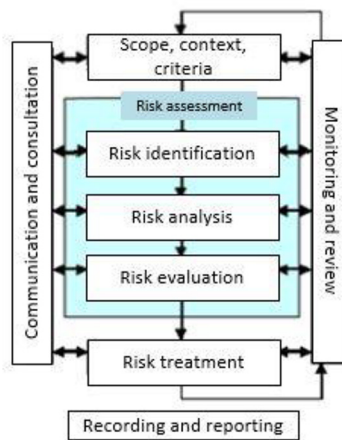 Scope, context,
criteria
Risk assessment
Communication and consultation
Monitoring and review
Risk identification
Risk analysis
Risk evaluation
Risk treatment
Recording and reporting